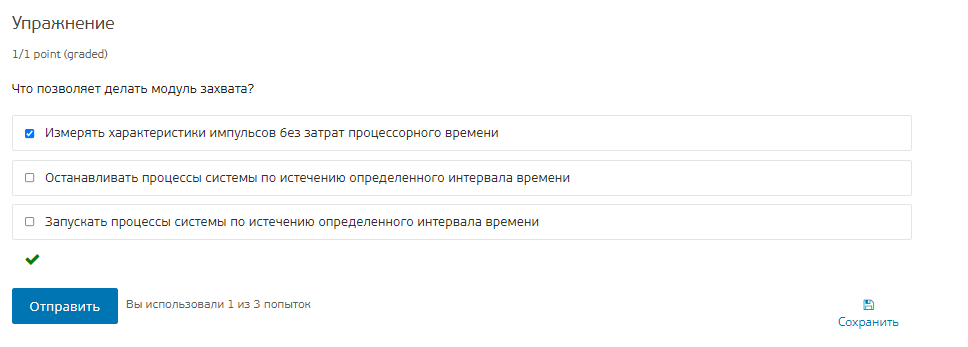 Упражнение
1/1 point (graded)
Что позволяет делать модуль захвата?
Измерять характеристики импульсов без затрат процессорного времени
Останавливать процессы системы по истечению определенного интервала времени
Запускать процессы системы по истечению определенного интервала времени
Отправить
Вы использовали 1 из 3 попыток
Сохранить